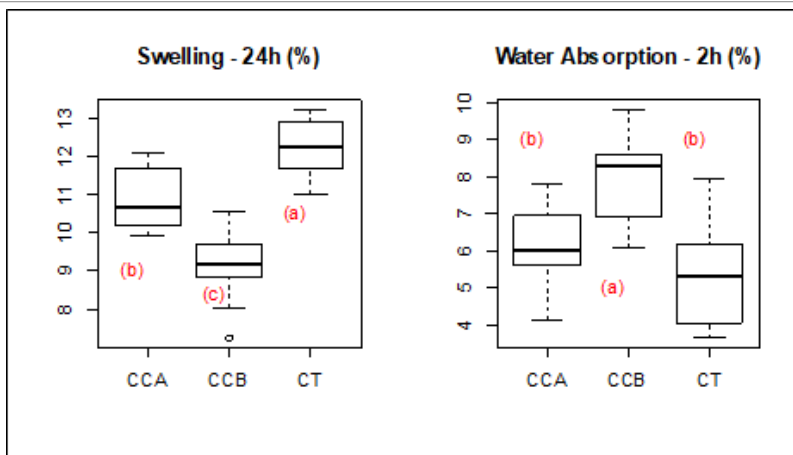 Swelling - 24h (%)
13
12
11
10
9
8
(a)
(b)
(c)
CCA CCB CT
Water Absorption - 2h (%)
10
9
8
7
6
5
4
(b) (b)
(a)
CCA CCB CT